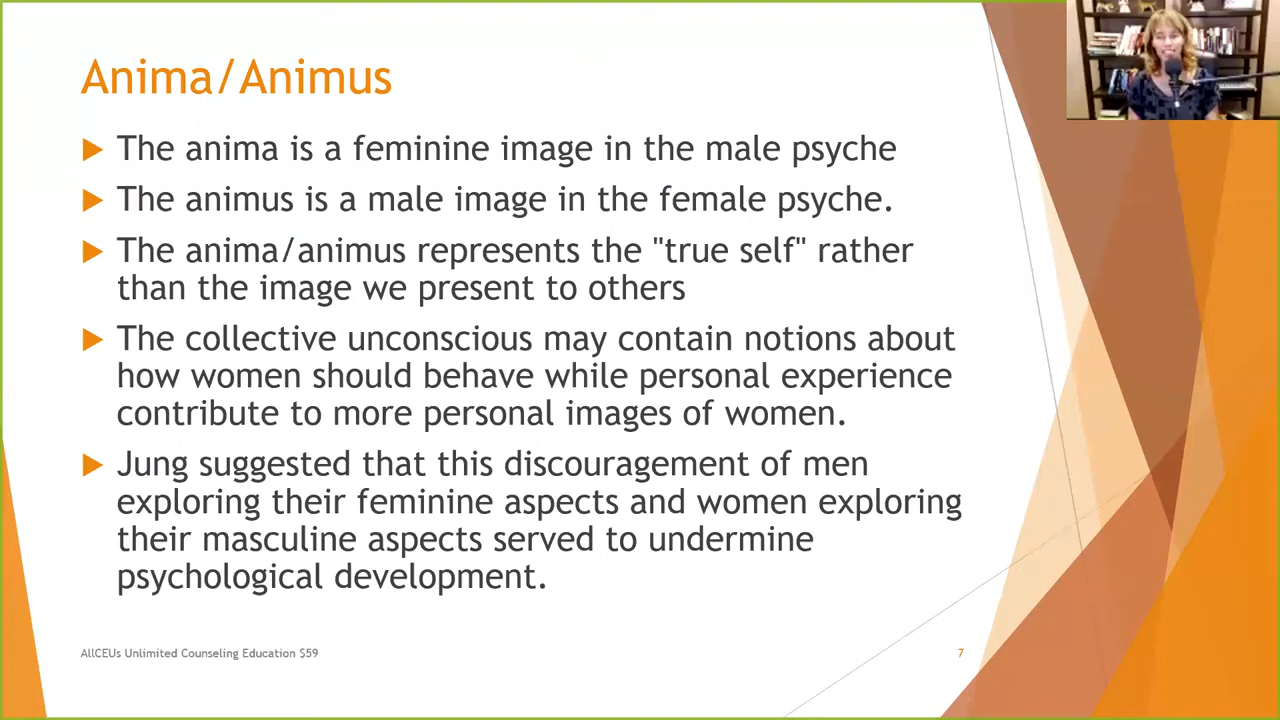 Anima/Animus
The anima is a feminine image in the male psyche
The animus is a male image in the female psyche.
The anima/animus represents the "true self" rather
than the image we present to others
The collective unconscious may contain notions about
how women should behave while personal experience
contribute to more personal images of women.
Jung suggested that this discouragement of men
exploring their feminine aspects and women exploring
their masculine aspects served to undermine
psychological development.
AllCEUs Unlimited Counseling Education $59
7